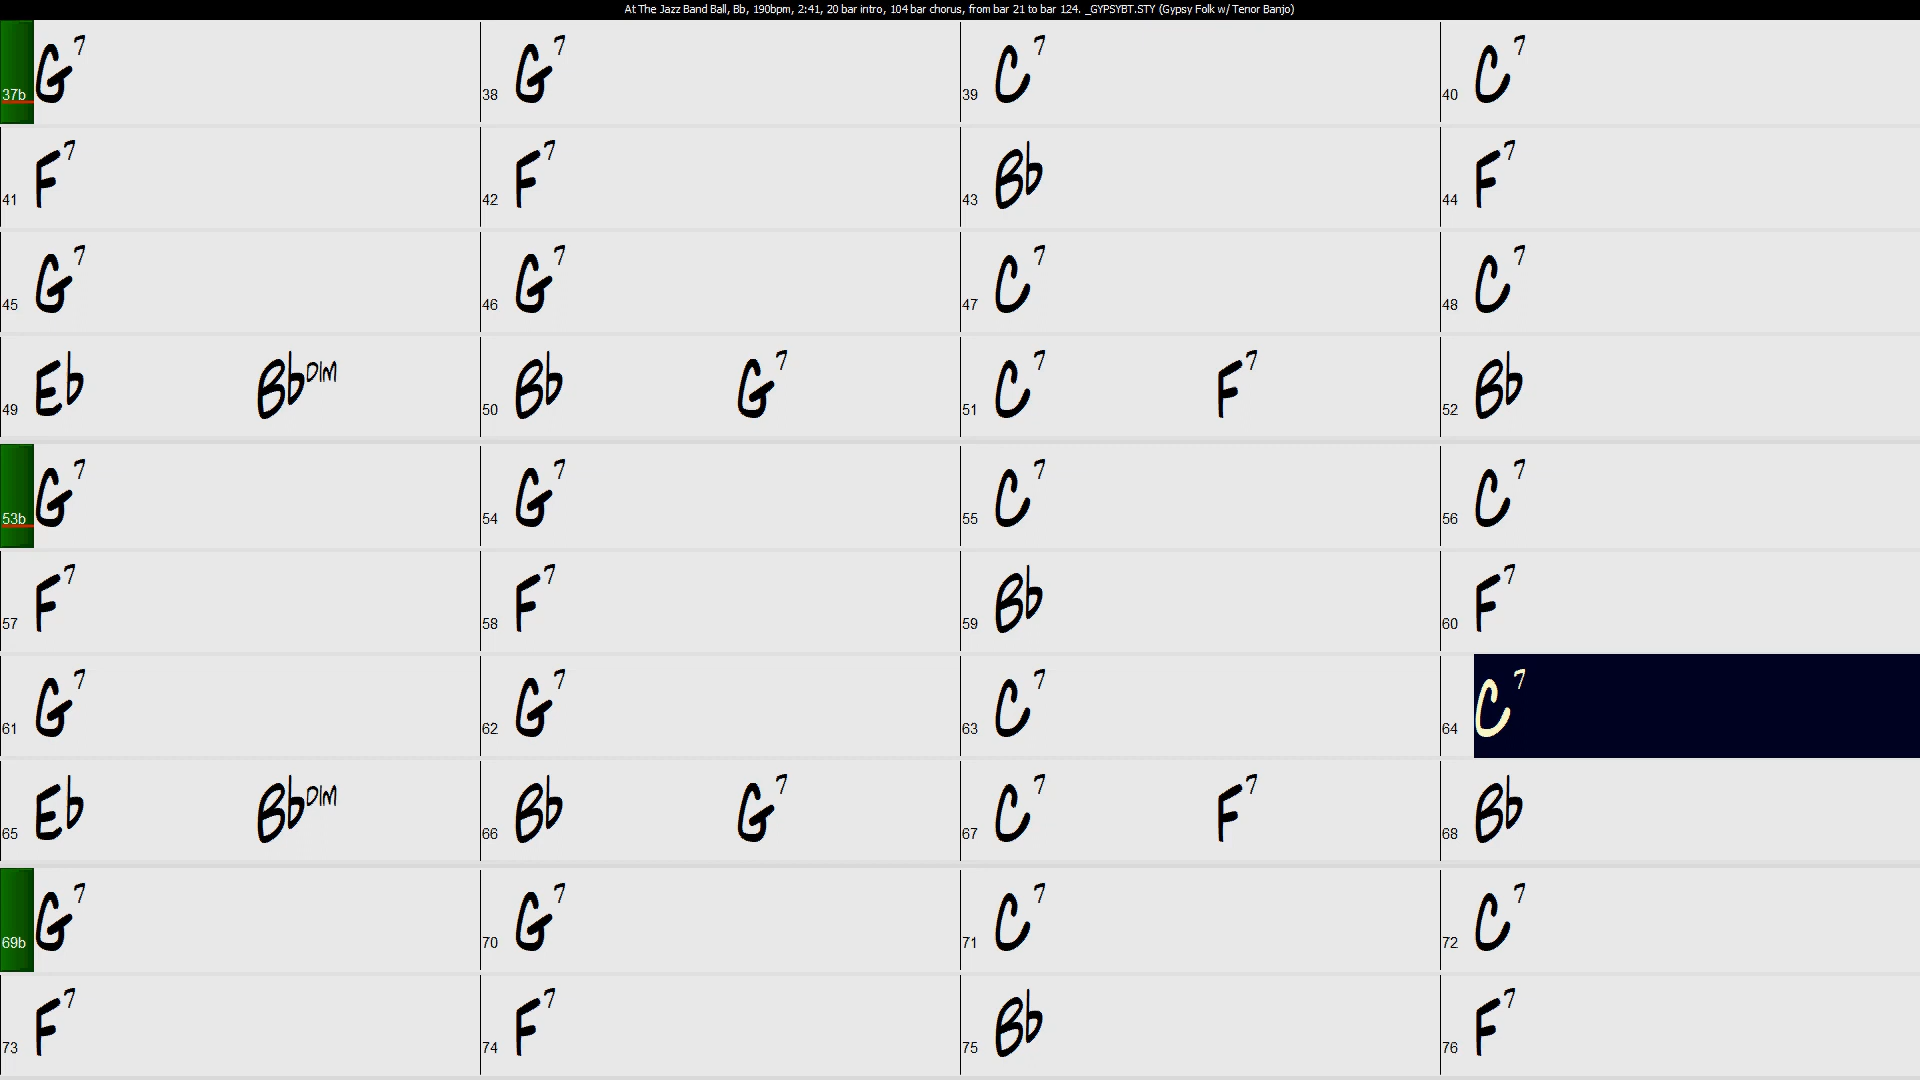 At The Jazz Band Ball, Bb, 190bpm, 2:41, 20 bar intro, 104 bar chorus, from bar 21 to bar 124. _GYPSYBT.STY (Gypsy Folk w/ Tenor Banjo)
37b G7 38 G7 39 C7 40 C7
41 F7 42 F7 43 Bb 44 F7
45 G7 46 G7 47 C7 48 C7
49 Eb BbDIM 50 Bb G7 51 C7 F7 52 Bb
53b G7 54 G7 55 C7 56 C7
57 F7 58 F7 59 Bb 60 F7
61 G7 62 G7 63 C7 64 C7
65 Eb BbDIM 66 Bb G7 67 C7 F7 68 Bb
69b G7 70 G7 71 C7 72 C7
73 F7 74 F7 75 Bb 76 F7